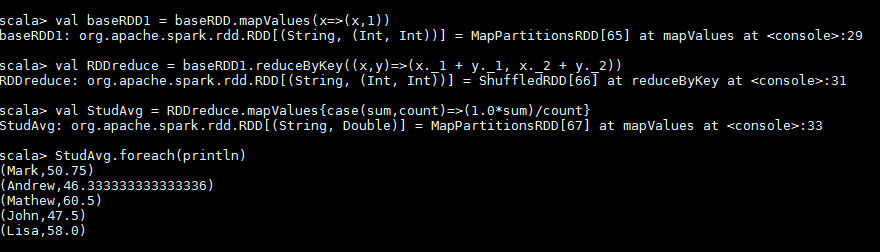 scala> val baseRDD1 = baseRDD.mapValues(x=>(x,1))
baseRDD1: org.apache.spark.rdd.RDD[(String, (Int, Int))] = MapPartitionsRDD[65] at mapValues at <console>:29
scala> val RDDreduce = baseRDD1.reduceByKey((x,y)=>(x._1 + y._1, x._2 + y._2))
RDDreduce: org.apache.spark.rdd.RDD[(String, (Int, Int))] = ShuffledRDD[66] at reduceByKey at <console>:31
scala> val StudAvg = RDDreduce.mapValues{case(sum,count)=>(1.0*sum)/count}
StudAvg: org.apache.spark.rdd.RDD[(String, Double)] = MapPartitionsRDD[67] at mapValues at <console>:33
scala> StudAvg.foreach(println)
(Mark,50.75)
(Andrew,46.333333333333336)
(Mathew,60.5)
(John,47.5)
(Lisa,58.0)